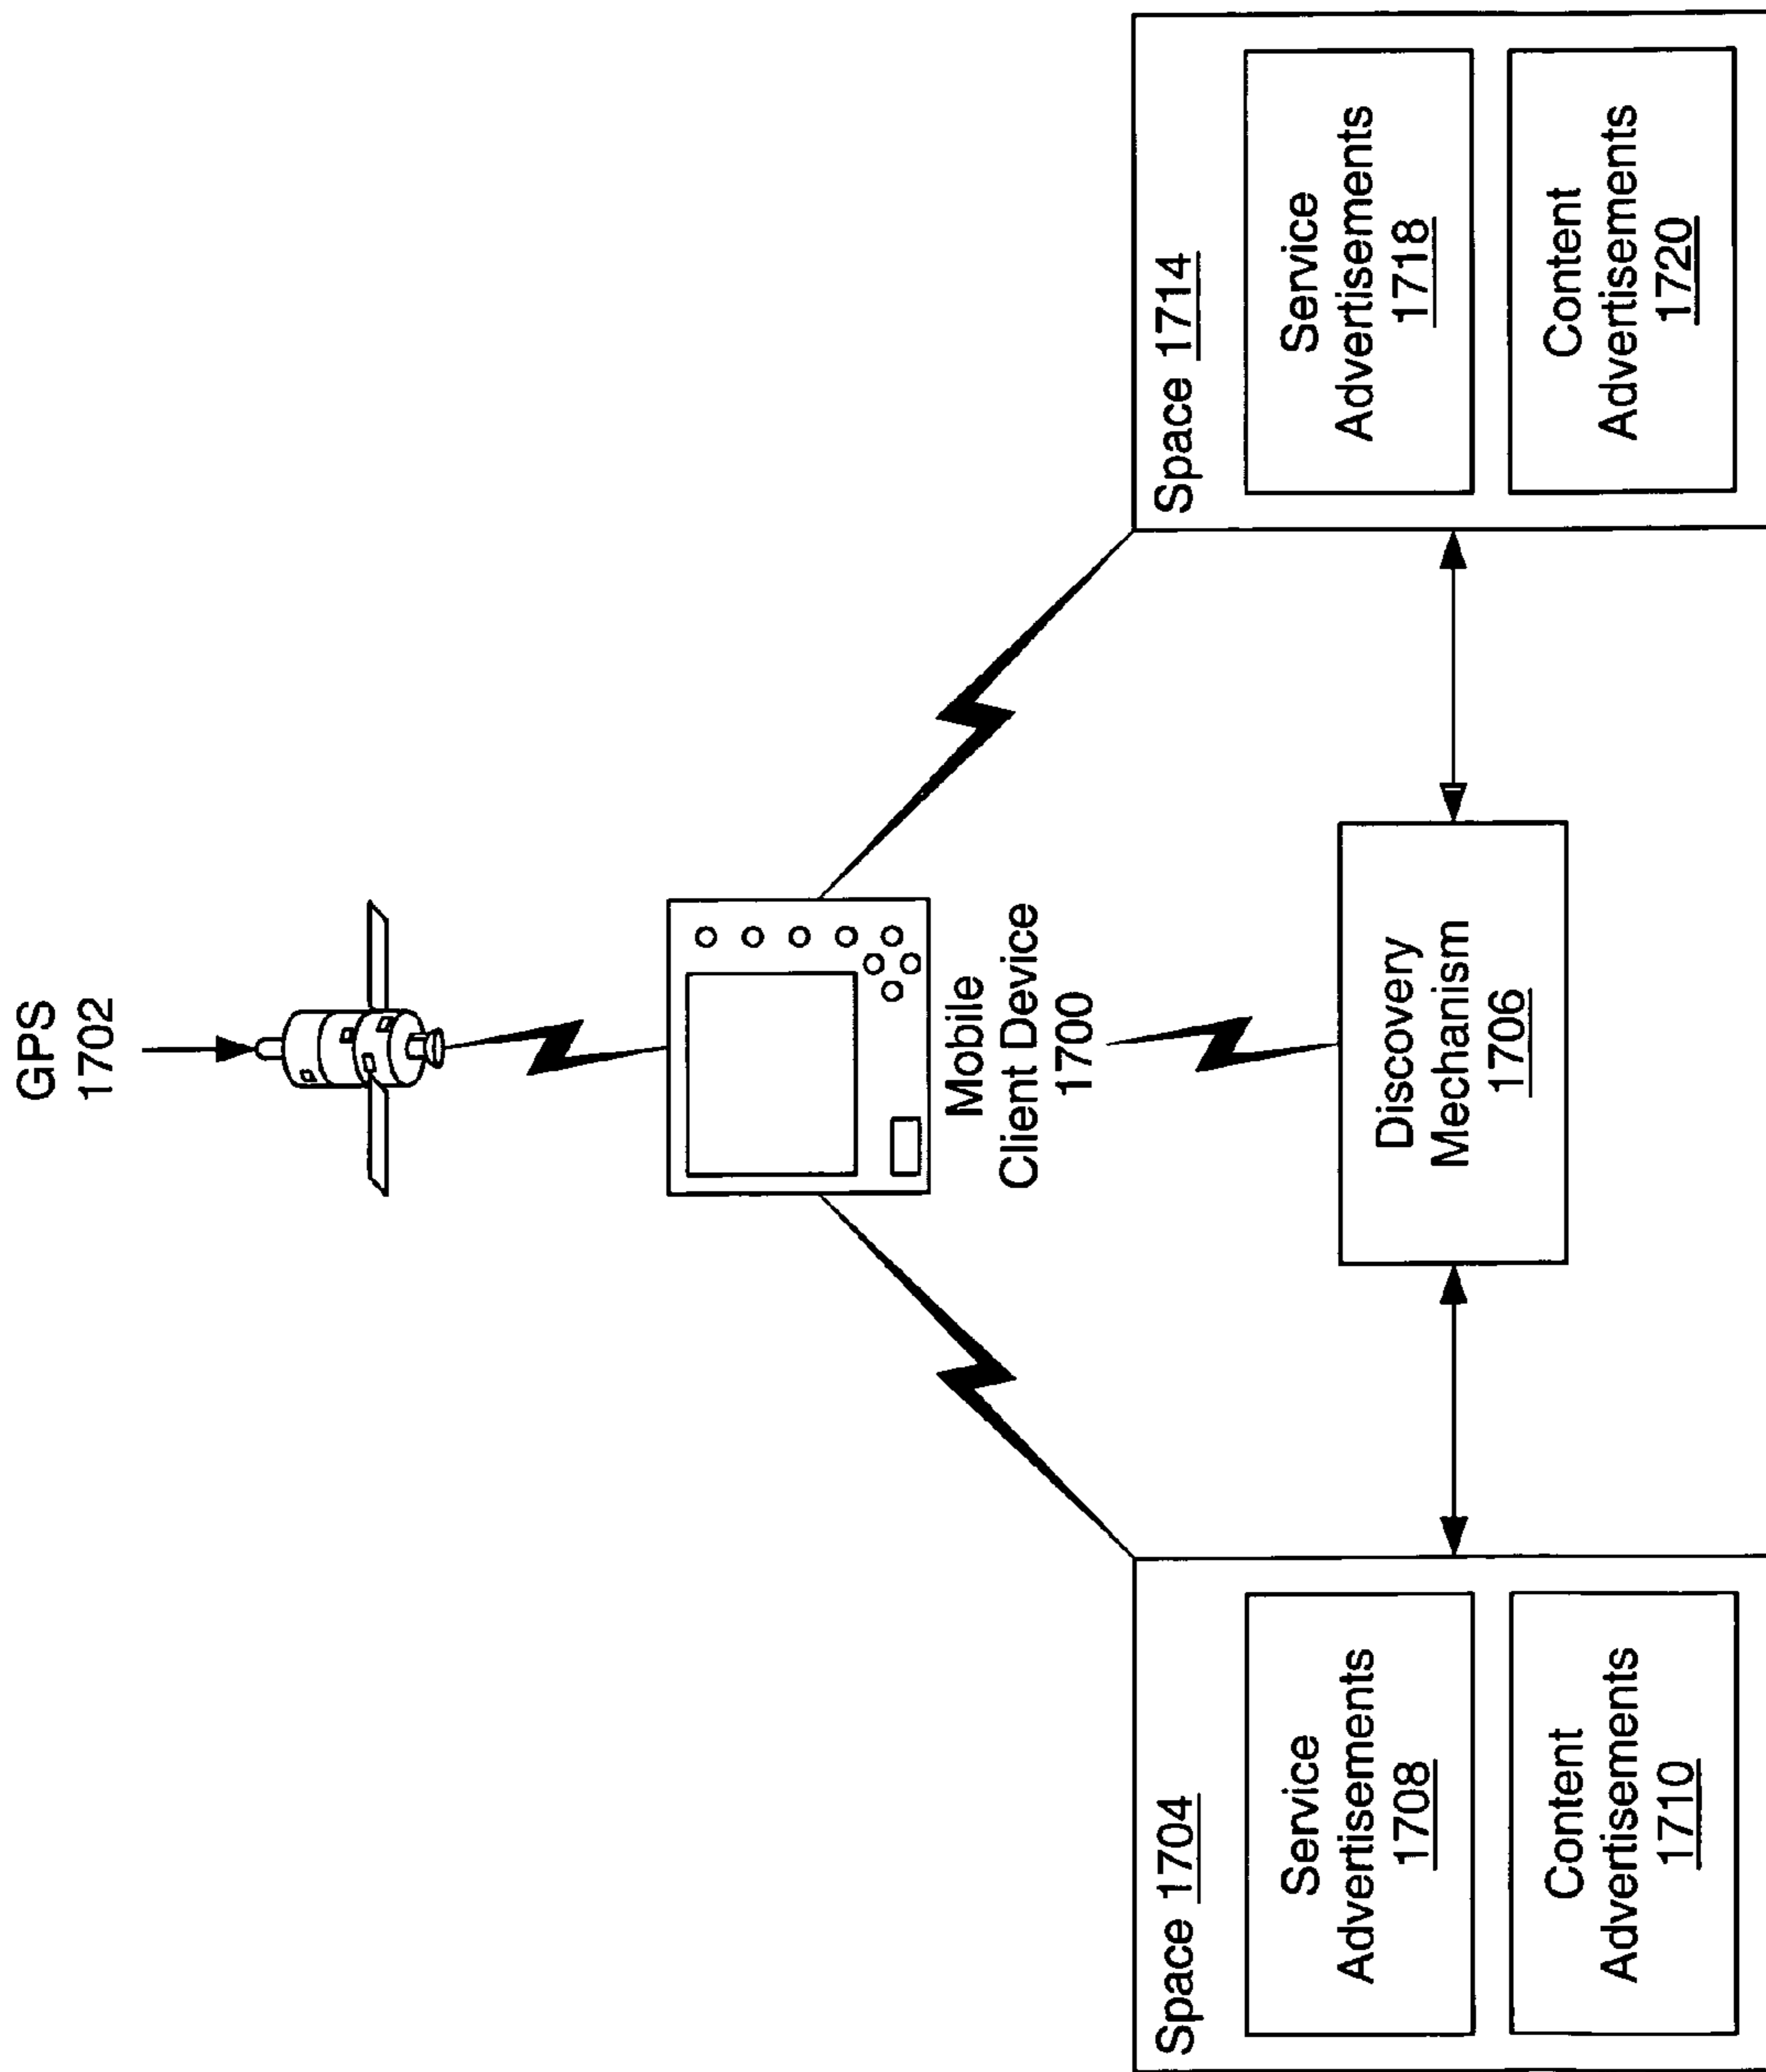 GPS
1702
Mobile
Client Device
1700
Discovery
Mechanism
1706
Space 1704
Service
Advertisements
1708
Content
Advertisements
1710
Space 1714
Service
Advertisements
1718
Content
Advertisements
1720